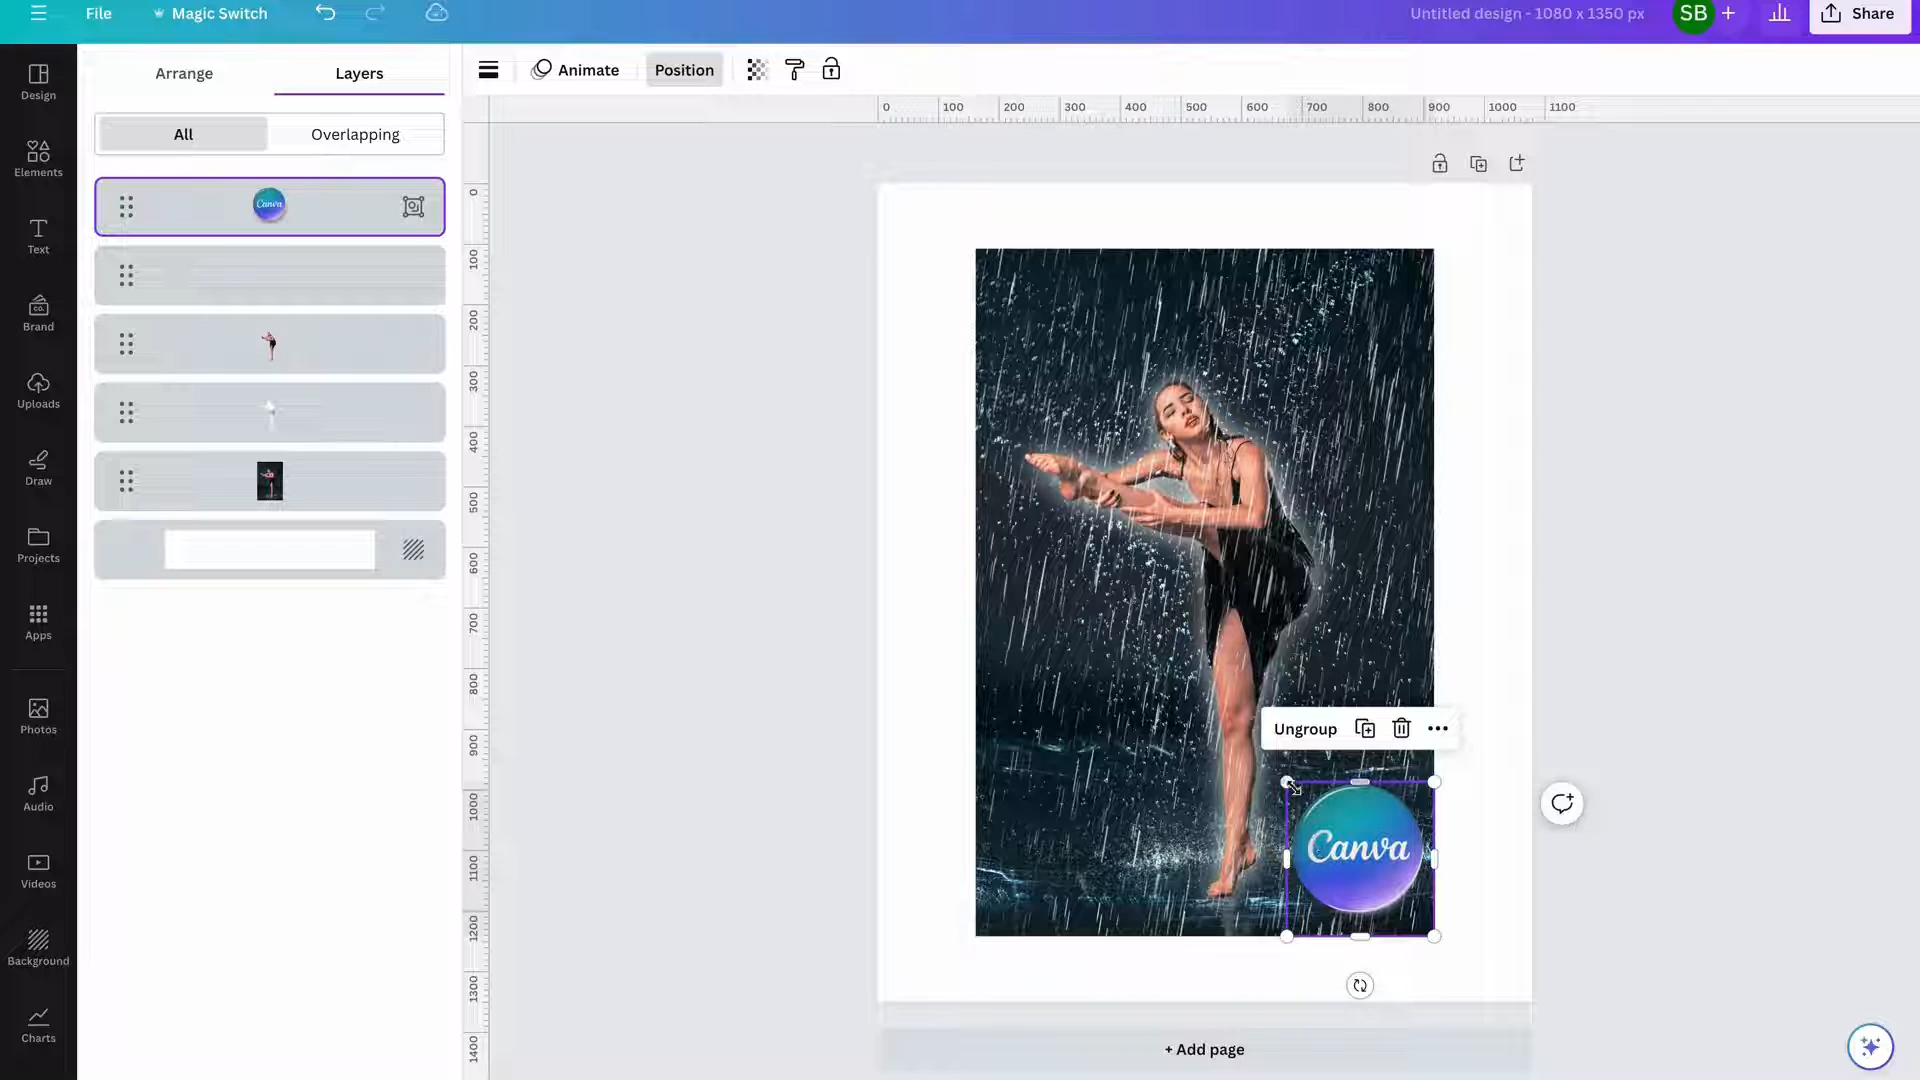 File
Magic Switch
Untitled design - 1080 x 1350 px
SB
Share
Design
Elements
Text
Brand
Uploads
Draw
Projects
Apps
Photos
Audio
Videos
Background
Charts
Arrange
Layers
All
Overlapping
Canva
Animate
Position
0 100 200 300 400 500 600 700 800 900 1000 1100
0
100
200
300
400
500
600
700
800
900
1000
1100
1200
1300
1400
Ungroup
Canva
+ Add page